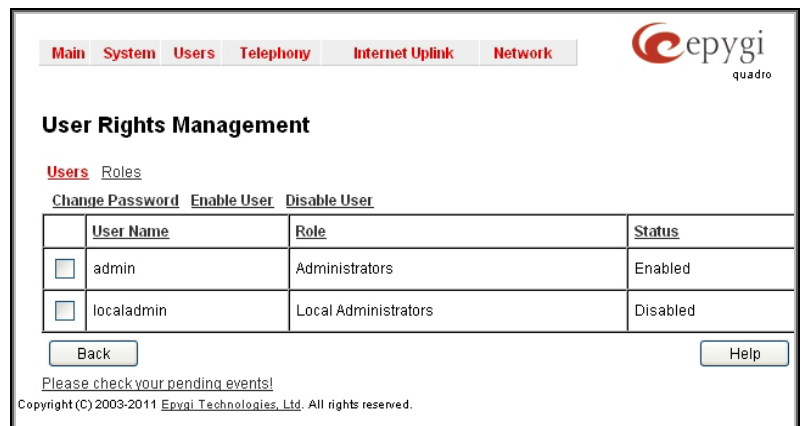 Main System Users Telephony Internet Uplink Network
epygi
quadro
User Rights Management
Users Roles
Change Password Enable User Disable User
User Name Role Status
admin Administrators Enabled
localadmin Local Administrators Disabled
Back Help
Please check your pending events!
Copyright (C) 2003-2011 Epygi Technologies, Ltd. All rights reserved.